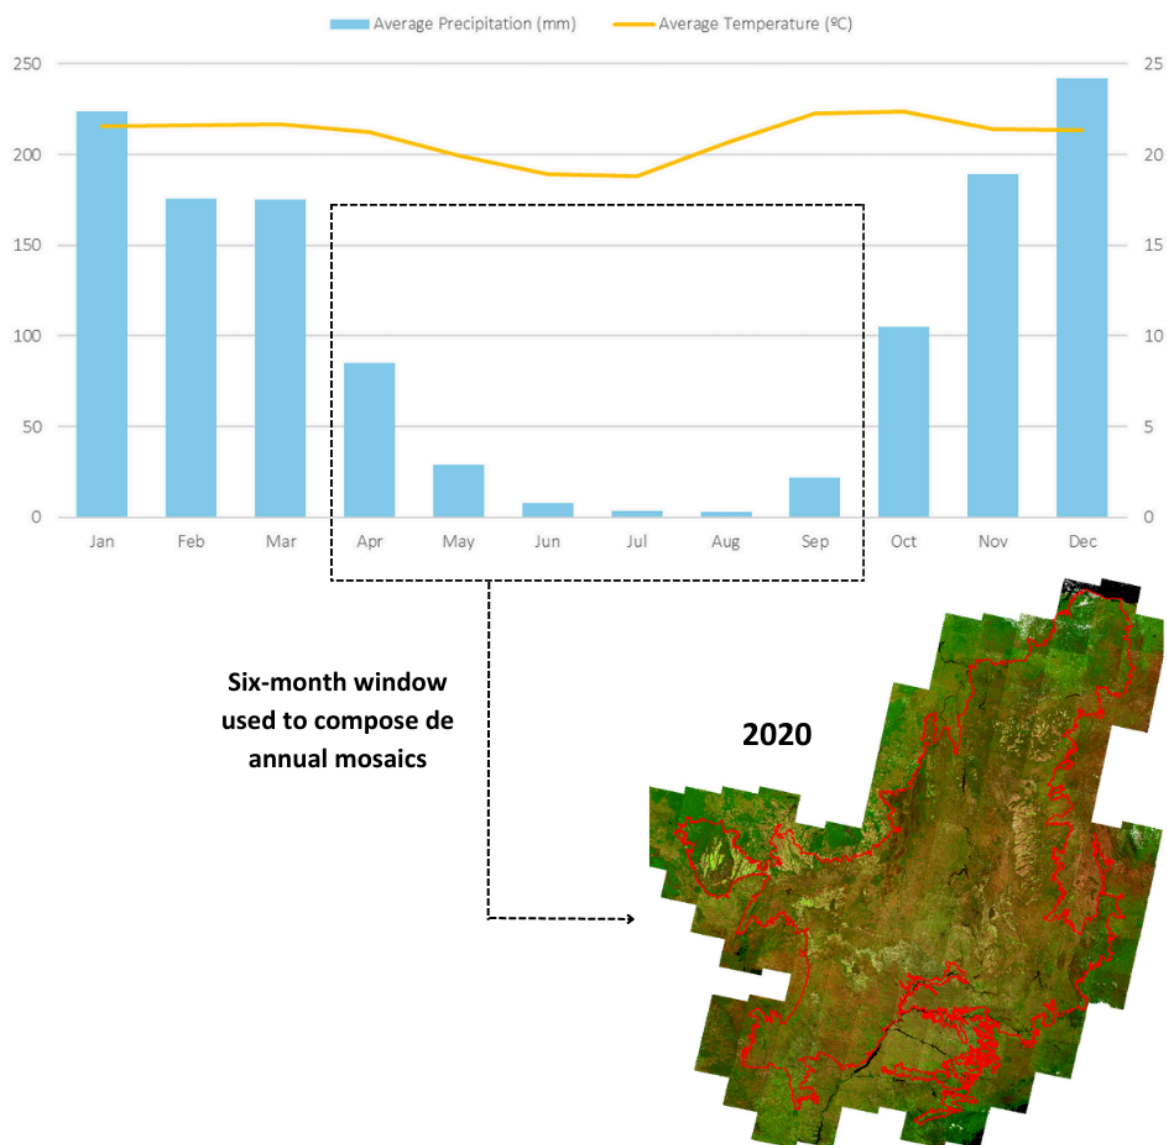 Average Precipitation (mm) Average Temperature (ºC)
250 25
200 20
150 15
100 10
50 5
0 0
Jan Feb Mar Apr May Jun Jul Aug Sep Oct Nov Dec
Six-month window
used to compose de
annual mosaics
2020